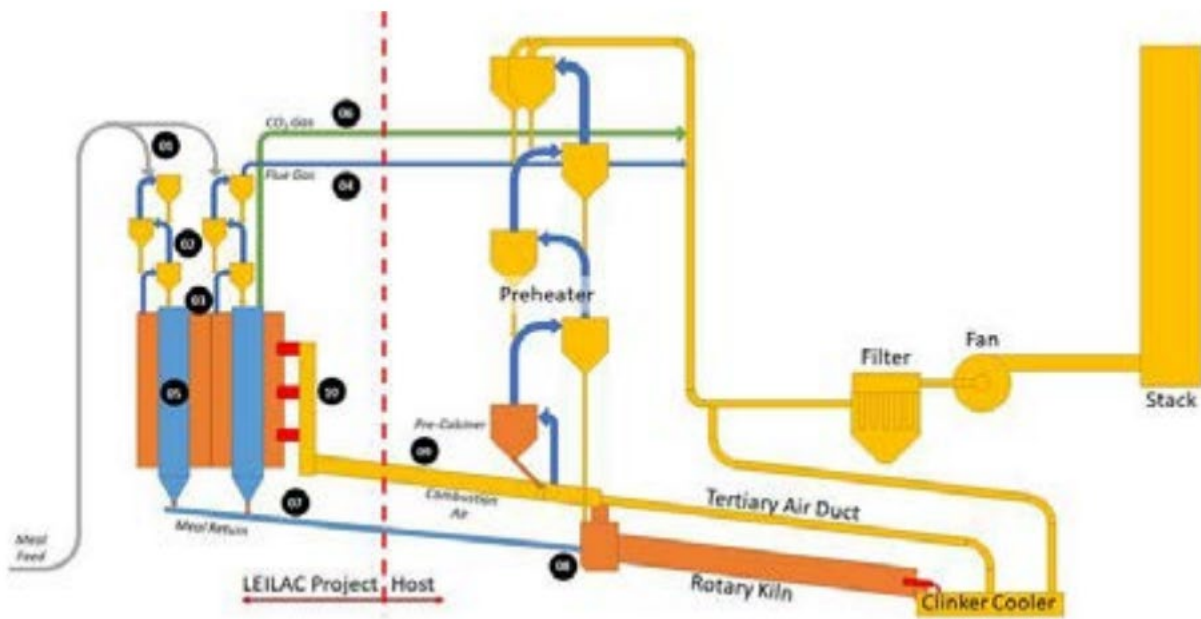 06
CO₂ Gas
01
Flue Gas
04
02
03
Preheater
Fan
Filter
05
10
Stack
Pre-Calciner
09
07
Combustion
Air
Tertiary Air Duct
Meal Return
Meal
Feed
08
LEILAC Project Host
Rotary Kiln
Clinker Cooler